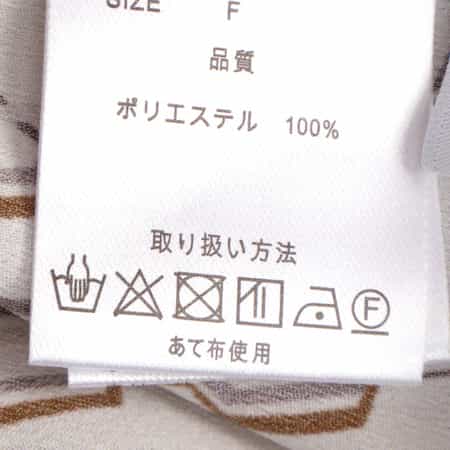 SIZE F
品質
ポリエステル 100%
取り扱い方法
F
あて布使用